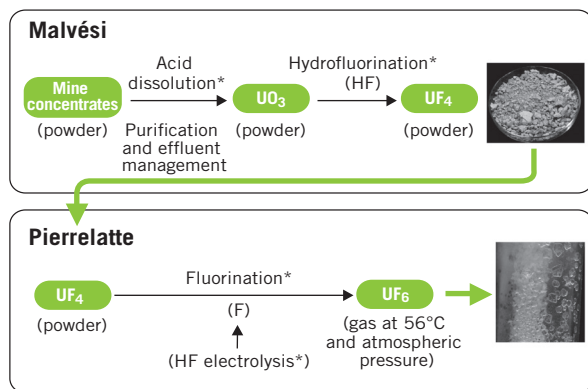 Malvési
Acid
dissolution*
Hydrofluorination*
(HF)
Mine
concentrates
UO₃
UF₄
(powder)
(powder)
(powder)
Purification
and effluent
management
Pierrelatte
Fluorination*
UF₄
UF₆
(powder)
(F)
(gas at 56°C
and atmospheric
pressure)
(HF electrolysis*)